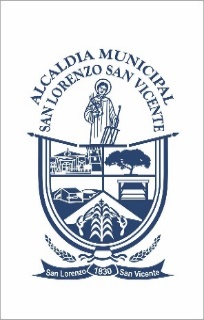 ALCALDIA MUNICIPAL
SAN LORENZO SAN VICENTE
San Lorenzo 1830 San Vicente